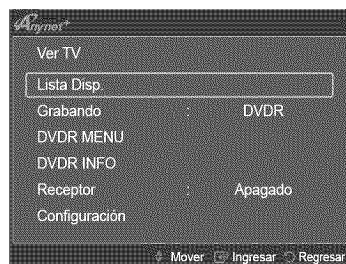 Anynet+
Ver TV
Lista Disp.
Grabando : DVDR
DVDR MENU
DVDR INFO
Receptor : Apagado
Configuración
Mover Ingresar Regresar